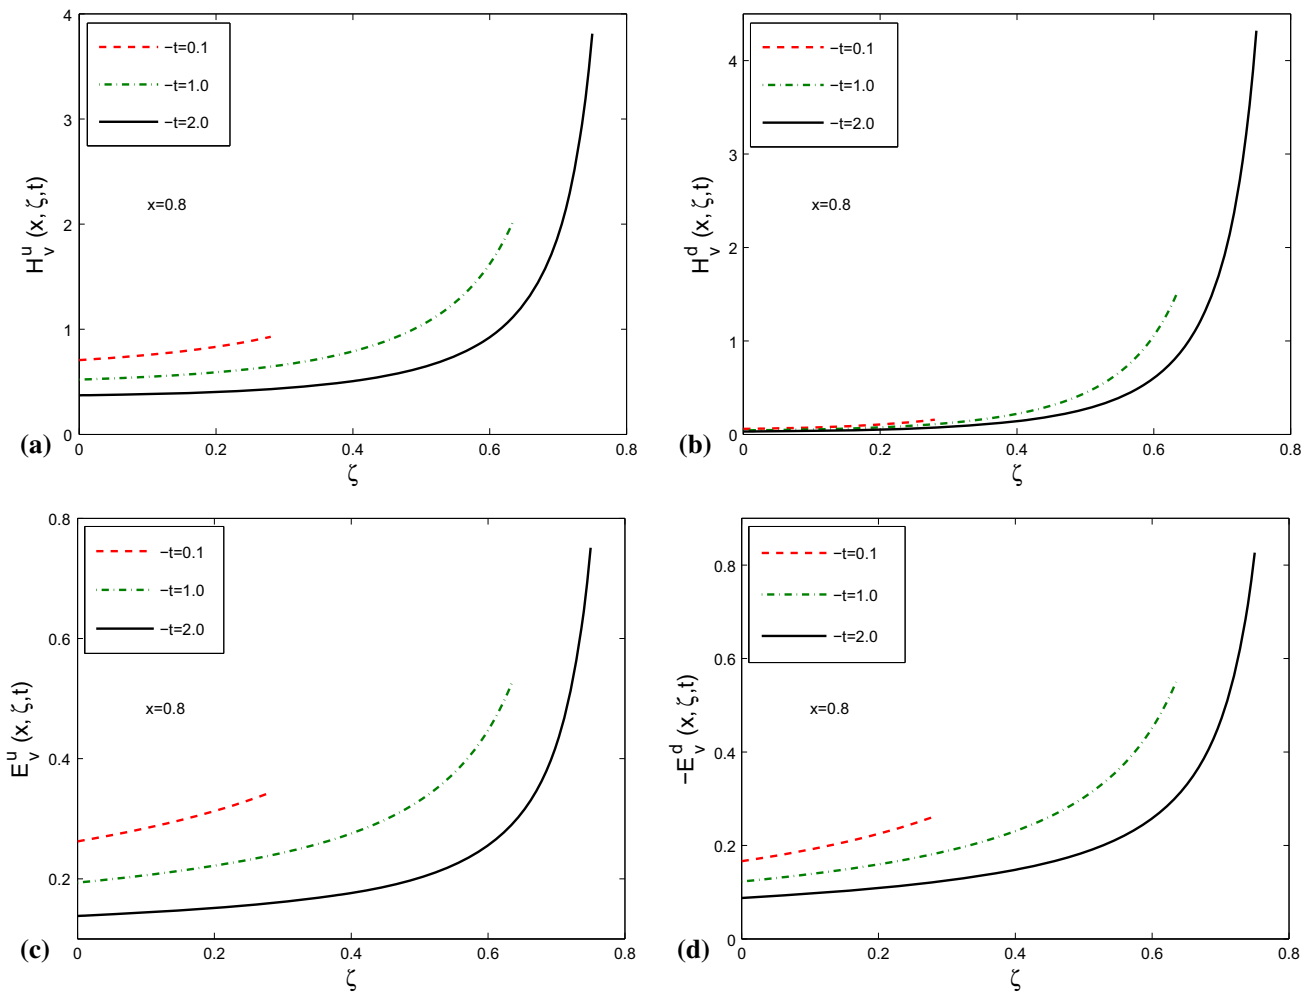 4
3
2
1
0
0
0.2
0.4
0.6
0.8
−t=0.1
−t=1.0
−t=2.0
x=0.8
H_v^u (x, ζ,t)
ζ
(a)
4
3
2
1
0
0
0.2
0.4
0.6
0.8
−t=0.1
−t=1.0
−t=2.0
x=0.8
H_v^d (x, ζ,t)
ζ
(b)
0.8
0.6
0.4
0.2
0
0.2
0.4
0.6
0.8
−t=0.1
−t=1.0
−t=2.0
x=0.8
E_v^u (x, ζ,t)
ζ
(c)
0.8
0.6
0.4
0.2
0
0
0.2
0.4
0.6
0.8
−t=0.1
−t=1.0
−t=2.0
x=0.8
−E_v^d (x, ζ,t)
ζ
(d)